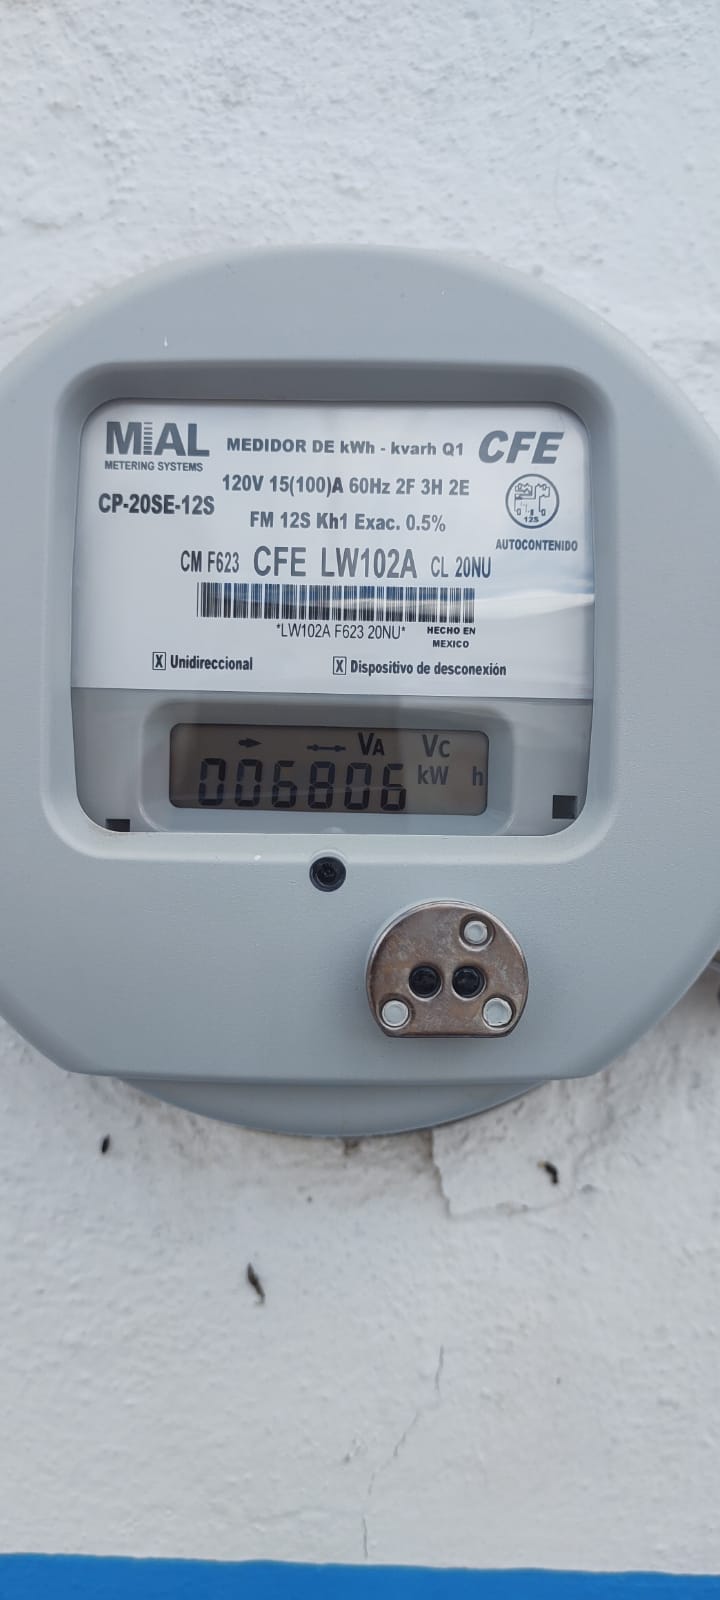 MIAL
METERING SYSTEMS
MEDIDOR DE kWh - kvarh Q1
CFE
CP-20SE-12S
120V 15(100)A 60Hz 2F 3H 2E
FM 12S Kh1 Exac. 0.5%
12S
AUTOCONTENIDO
CM F623 CFE LW102A CL 20NU
*LW102A F623 20NU*
HECHO EN
MEXICO
X Unidireccional
X Dispositivo de desconexión
VA VC
006806 kW h